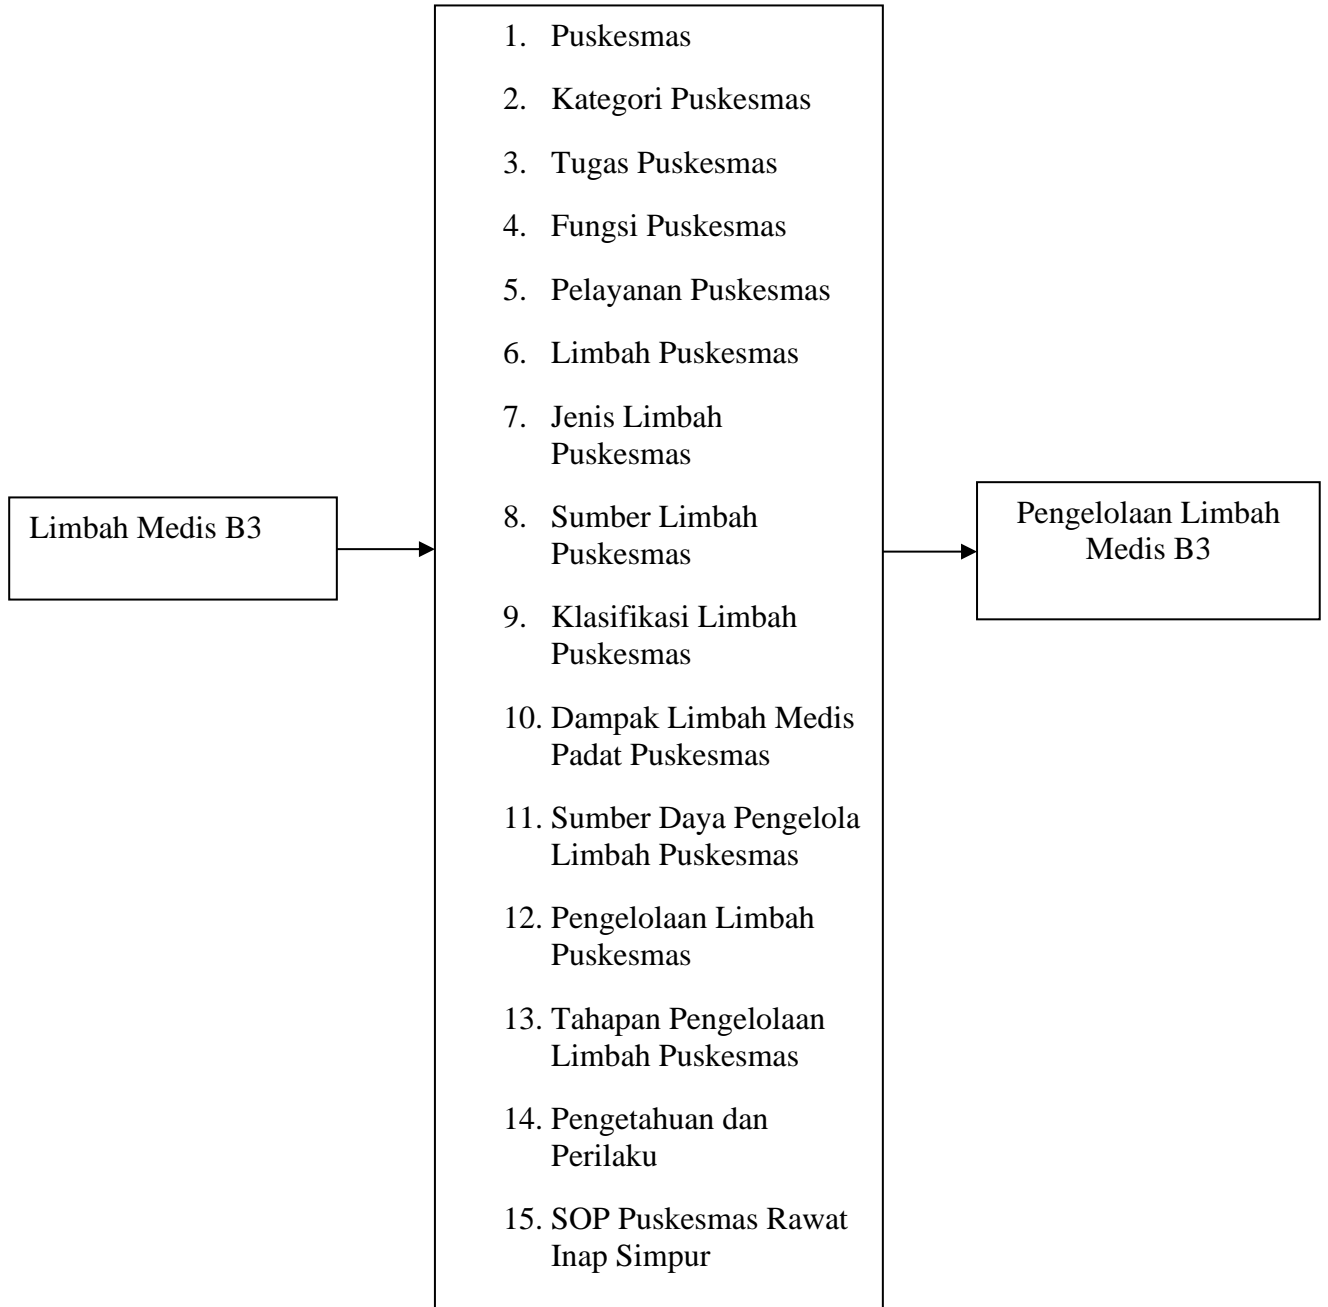 Limbah Medis B3
1. Puskesmas
2. Kategori Puskesmas
3. Tugas Puskesmas
4. Fungsi Puskesmas
5. Pelayanan Puskesmas
6. Limbah Puskesmas
7. Jenis Limbah
Puskesmas
8. Sumber Limbah
Puskesmas
9. Klasifikasi Limbah
Puskesmas
10. Dampak Limbah Medis
Padat Puskesmas
11. Sumber Daya Pengelola
Limbah Puskesmas
12. Pengelolaan Limbah
Puskesmas
13. Tahapan Pengelolaan
Limbah Puskesmas
14. Pengetahuan dan
Perilaku
15. SOP Puskesmas Rawat
Inap Simpur
Pengelolaan Limbah
Medis B3